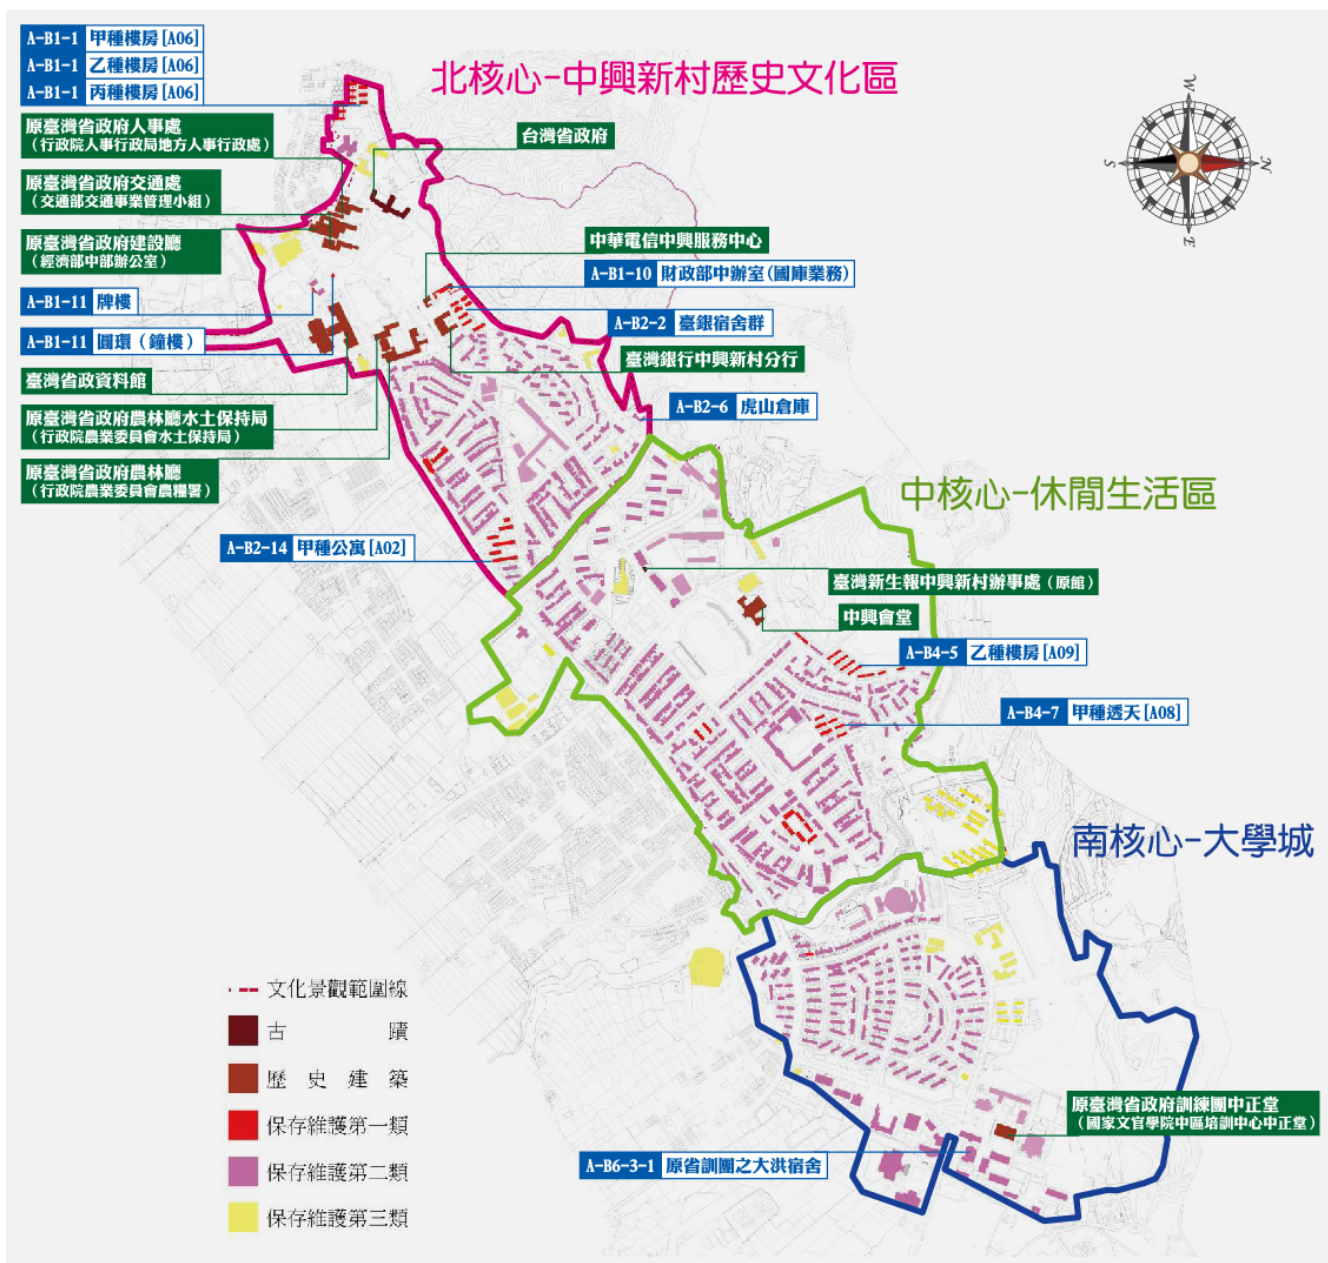 A-B1-1 甲種樓房[A06]
A-B1-1 乙種樓房[A06]
A-B1-1 丙種樓房[A06]
原臺灣省政府人事處
（行政院人事行政局地方人事行政處）
原臺灣省政府交通處
（交通部交通事業管理小組）
原臺灣省政府建設廳
（經濟部中部辦公室）
A-B1-11 牌樓
A-B1-11 圓環（鐘樓）
臺灣省政資料館
原臺灣省政府農林廳水土保持局
（行政院農業委員會水土保持局）
原臺灣省政府農林廳
（行政院農業委員會農糧署）
北核心-中興新村歷史文化區
台灣省政府
W
S
N
E
中華電信中興服務中心
A-B1-10 財政部中辦室(國庫業務)
A-B2-2 臺銀宿舍群
臺灣銀行中興新村分行
A-B2-6 虎山倉庫
中核心-休閒生活區
A-B2-14 甲種公寓[A02]
臺灣新生報中興新村辦事處（原館）
中興會堂
A-B4-5 乙種樓房[A09]
A-B4-7 甲種透天[A08]
南核心-大學城
文化景觀範圍線
古蹟
歷史建築
保存維護第一類
保存維護第二類
保存維護第三類
原臺灣省政府訓練團中正堂
（國家文官學院中區培訓中心中正堂）
A-B6-3-1 原省訓團之大洪宿舍